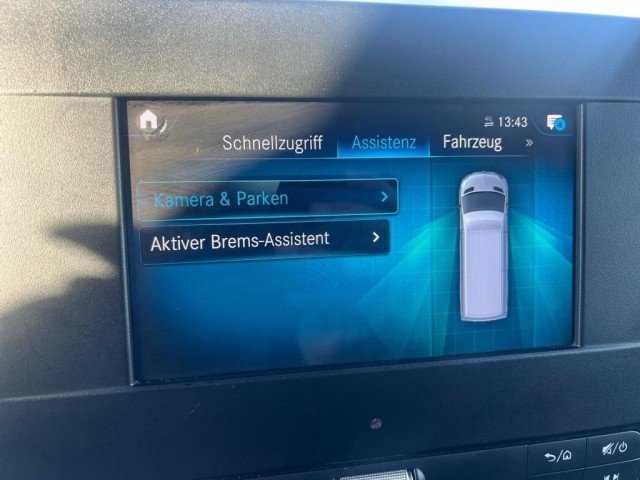 13:43
Schnellzugriff Assistenz Fahrzeug »
Kamera & Parken >
Aktiver Brems-Assistent >